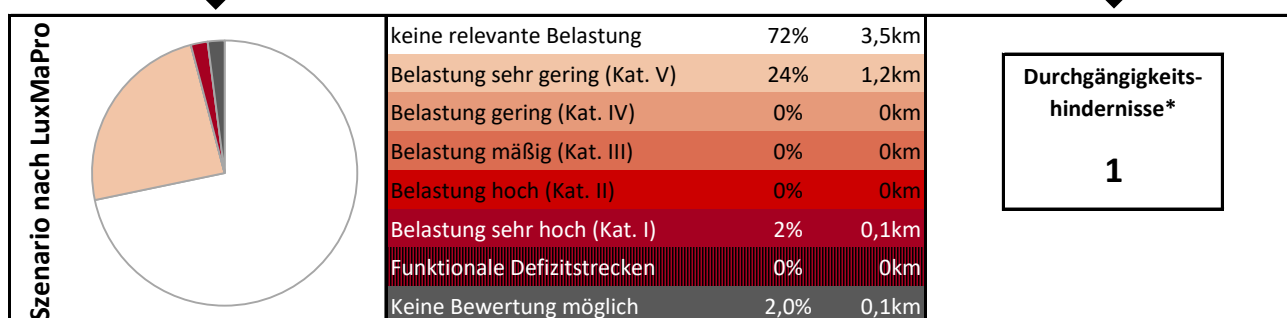 Szenario nach LuxMaPro
keine relevante Belastung 72% 3,5km
Belastung sehr gering (Kat. V) 24% 1,2km
Belastung gering (Kat. IV) 0% 0km
Belastung mäßig (Kat. III) 0% 0km
Belastung hoch (Kat. II) 0% 0km
Belastung sehr hoch (Kat. I) 2% 0,1km
Funktionale Defizitstrecken 0% 0km
Keine Bewertung möglich 2,0% 0,1km
Durchgängigkeits-
hindernisse*
1